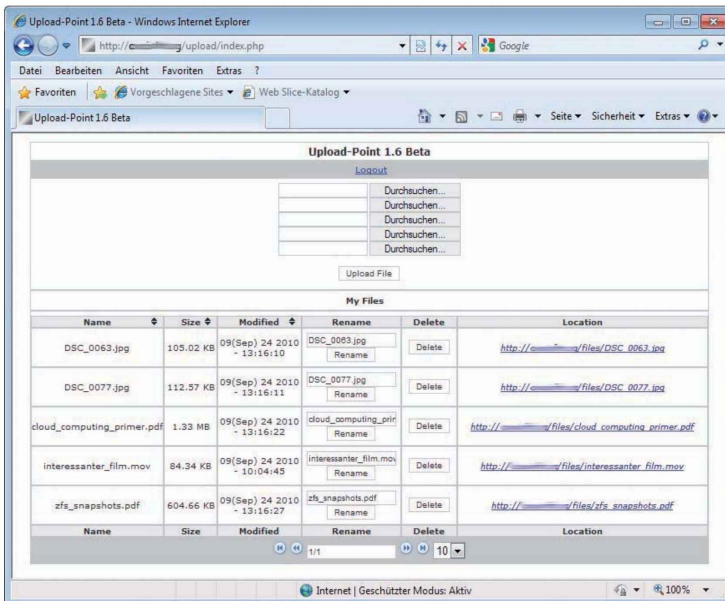 Upload-Point 1.6 Beta - Windows Internet Explorer
http:// /upload/index.php Google
Datei Bearbeiten Ansicht Favoriten Extras ?
Favoriten Vorgeschlagene Sites Web Slice-Katalog
Upload-Point 1.6 Beta Seite Sicherheit Extras
Upload-Point 1.6 Beta
Logout
Durchsuchen...
Durchsuchen...
Durchsuchen...
Durchsuchen...
Durchsuchen...
Upload File
My Files
Name Size Modified Rename Delete Location
DSC_0063.jpg 105.02 KB 09(Sep) 24 2010 - 13:16:10 DSC_0063.jpg Rename Delete http:// /files/DSC_0063.jpg
DSC_0077.jpg 112.57 KB 09(Sep) 24 2010 - 13:16:11 DSC_0077.jpg Rename Delete http:// /files/DSC_0077.jpg
cloud_computing_primer.pdf 1.33 MB 09(Sep) 24 2010 - 13:16:22 cloud_computing_prir Rename Delete http:// /files/cloud_computing_primer.pdf
interessanter_film.mov 84.34 KB 09(Sep) 24 2010 - 10:04:45 interessanter_film.mov Rename Delete http:// /files/interessanter_film.mov
zfs_snapshots.pdf 604.66 KB 09(Sep) 24 2010 - 13:16:27 zfs_snapshots.pdf Rename Delete http:// /files/zfs_snapshots.pdf
Name Size Modified Rename Delete Location
1/1 10
Internet | Geschützter Modus: Aktiv 100%